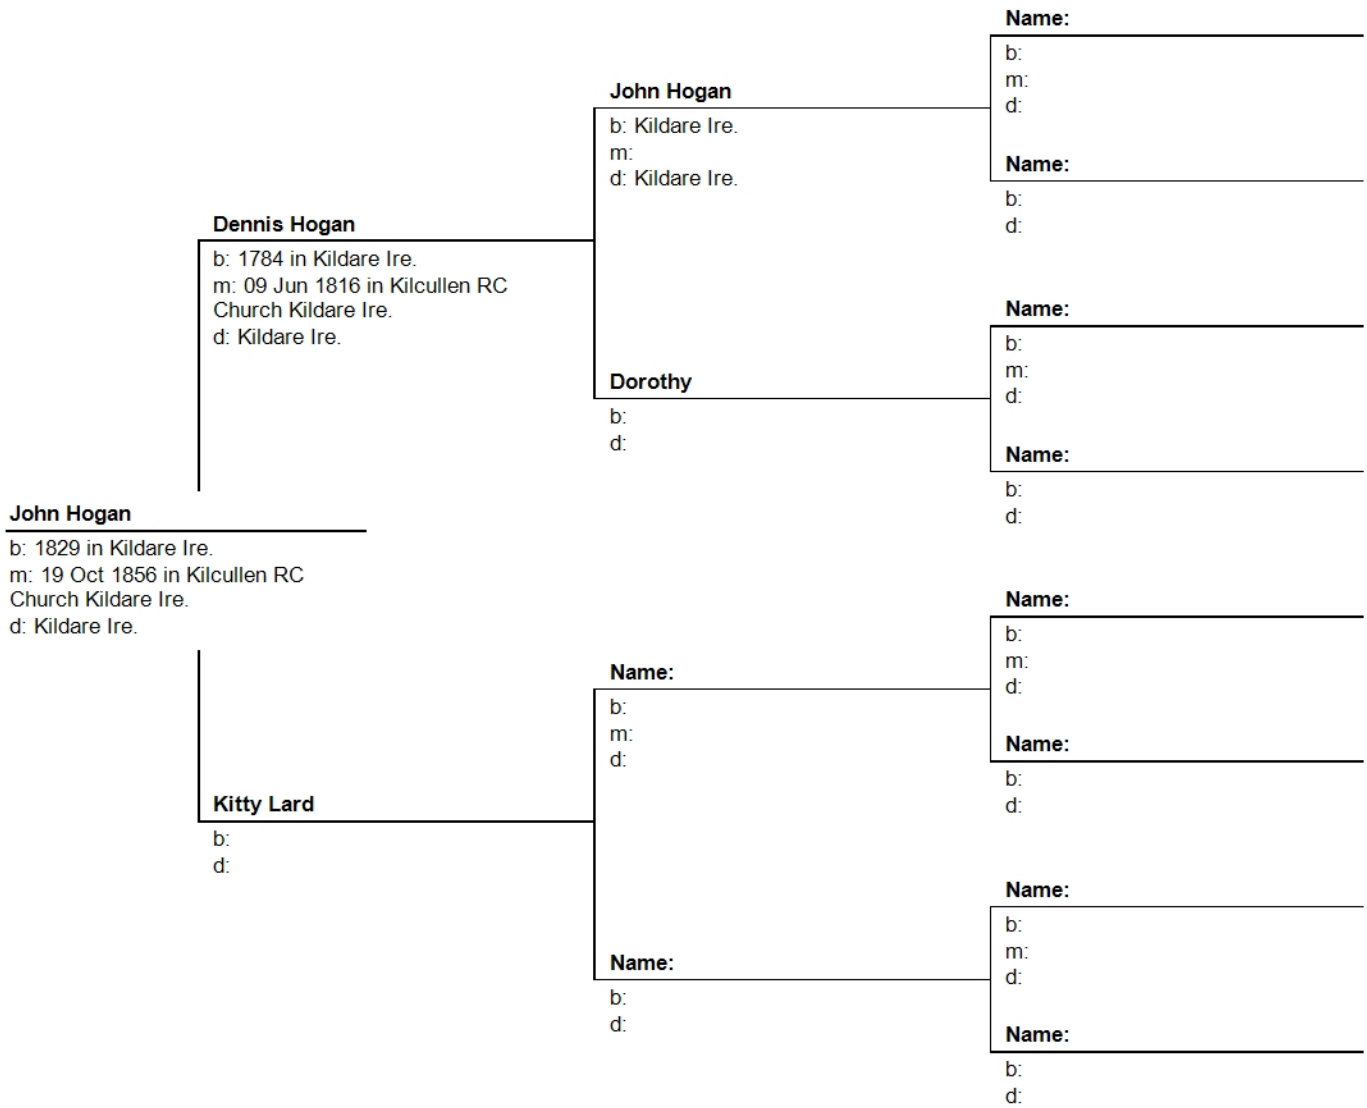 Name:
b:
m:
d:
John Hogan
b: Kildare Ire.
m:
d: Kildare Ire.
Name:
b:
d:
Dennis Hogan
b: 1784 in Kildare Ire.
m: 09 Jun 1816 in Kilcullen RC
Church Kildare Ire.
d: Kildare Ire.
Name:
b:
m:
d:
Dorothy
b:
d:
Name:
b:
d:
John Hogan
b: 1829 in Kildare Ire.
m: 19 Oct 1856 in Kilcullen RC
Church Kildare Ire.
d: Kildare Ire.
Name:
b:
m:
d:
Name:
b:
m:
d:
Name:
b:
d:
Kitty Lard
b:
d:
Name:
b:
m:
d:
Name:
b:
d:
Name:
b:
d: